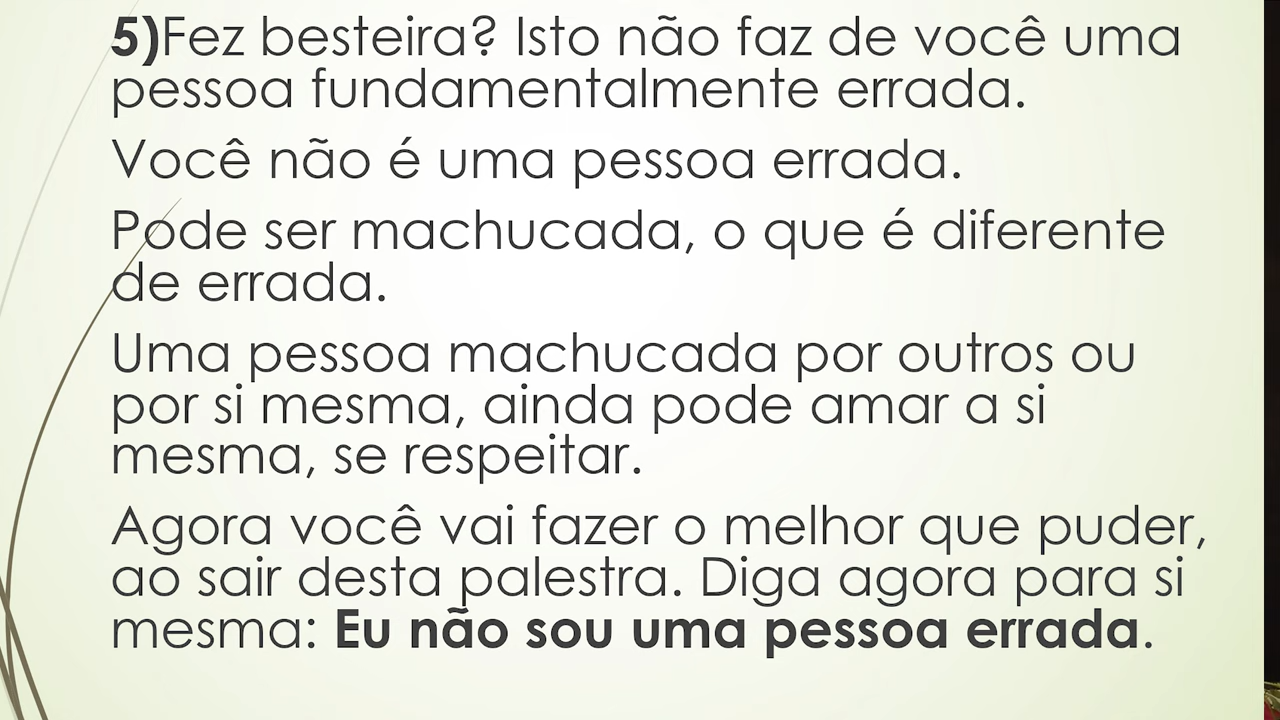 5)Fez besteira? Isto não faz de você uma
pessoa fundamentalmente errada.
Você não é uma pessoa errada.
Pode ser machucada, o que é diferente
de errada.
Uma pessoa machucada por outros ou
por si mesma, ainda pode amar a si
mesma, se respeitar.
Agora você vai fazer o melhor que puder,
ao sair desta palestra. Diga agora para si
mesma: Eu não sou uma pessoa errada.